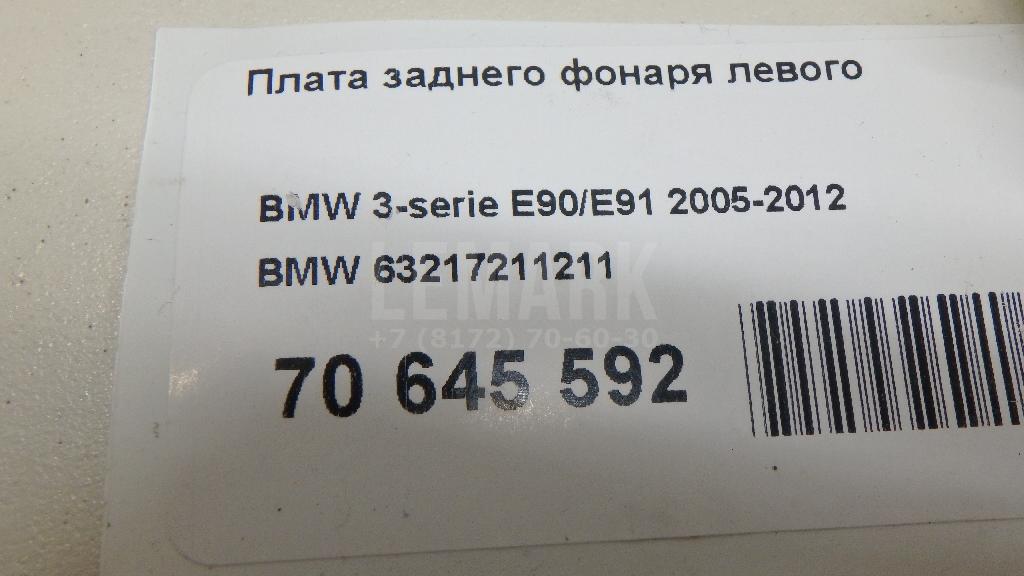 Плата заднего фонаря левого
BMW 3-serie E90/E91 2005-2012
BMW 63217211211
LEMARK
+7 (8172) 70-60-30
70 645 592